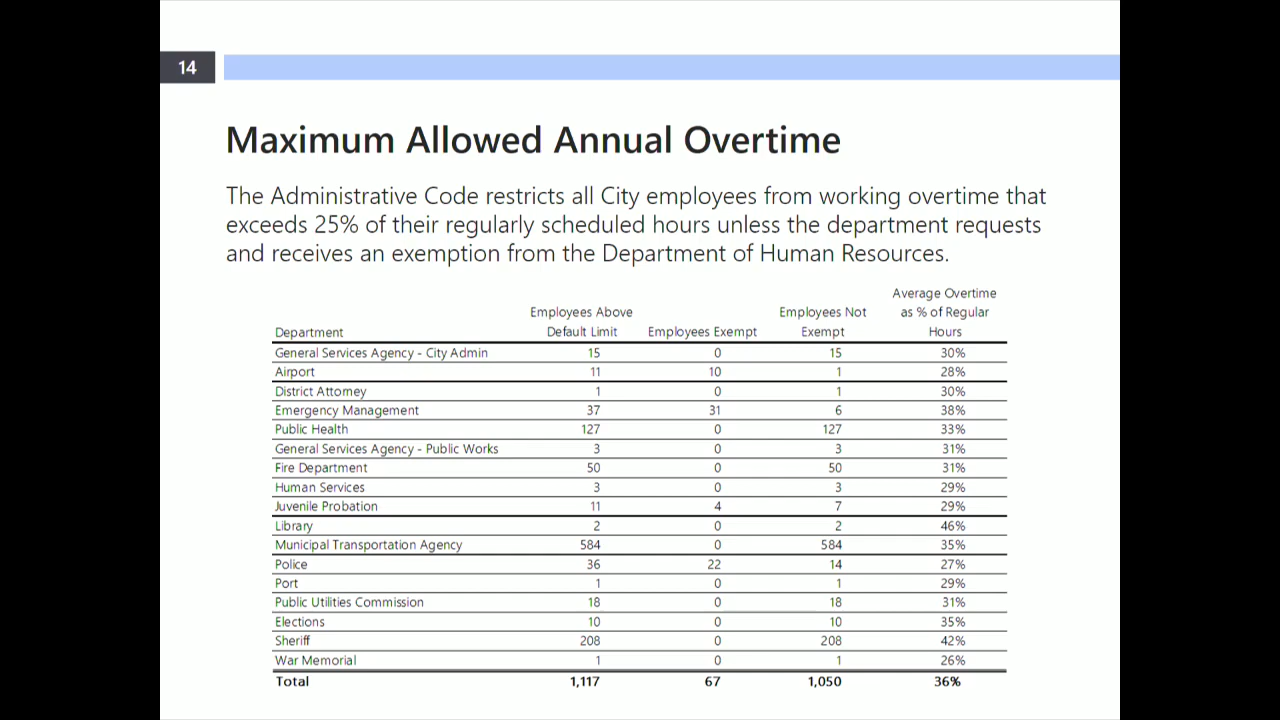 14
Maximum Allowed Annual Overtime
The Administrative Code restricts all City employees from working overtime that
exceeds 25% of their regularly scheduled hours unless the department requests
and receives an exemption from the Department of Human Resources.
Department Employees Above Default Limit Employees Exempt Employees Not Exempt Average Overtime as % of Regular Hours
General Services Agency - City Admin 15 0 15 30%
Airport 11 10 1 28%
District Attorney 1 0 1 30%
Emergency Management 37 31 6 38%
Public Health 127 0 127 33%
General Services Agency - Public Works 3 0 3 31%
Fire Department 50 0 50 31%
Human Services 3 0 3 29%
Juvenile Probation 11 4 7 29%
Library 2 0 2 46%
Municipal Transportation Agency 584 0 584 35%
Police 36 22 14 27%
Port 1 0 1 29%
Public Utilities Commission 18 0 18 31%
Elections 10 0 10 35%
Sheriff 208 0 208 42%
War Memorial 1 0 1 26%
Total 1,117 67 1,050 36%